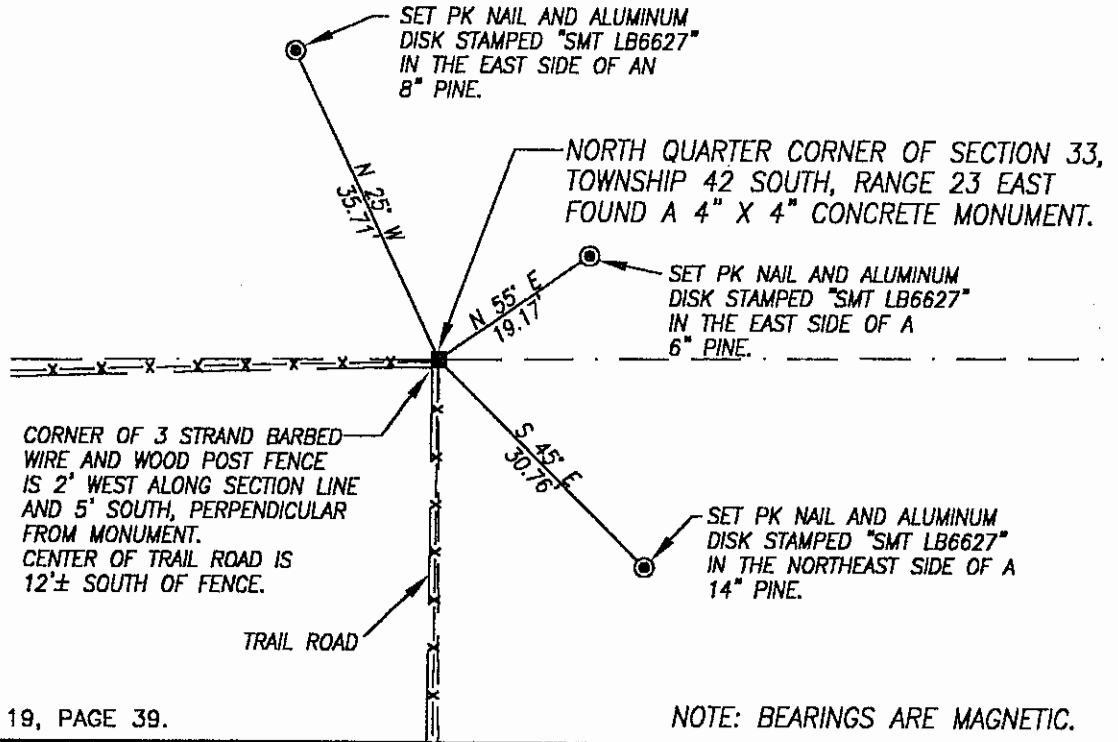 SET PK NAIL AND ALUMINUM
DISK STAMPED "SMT LB6627"
IN THE EAST SIDE OF AN
8" PINE.
NORTH QUARTER CORNER OF SECTION 33,
TOWNSHIP 42 SOUTH, RANGE 23 EAST
FOUND A 4" X 4" CONCRETE MONUMENT.
N 25° W
35.71'
N 55° E
19.17'
SET PK NAIL AND ALUMINUM
DISK STAMPED "SMT LB6627"
IN THE EAST SIDE OF A
6" PINE.
CORNER OF 3 STRAND BARBED
WIRE AND WOOD POST FENCE
IS 2' WEST ALONG SECTION LINE
AND 5' SOUTH, PERPENDICULAR
FROM MONUMENT.
CENTER OF TRAIL ROAD IS
12'± SOUTH OF FENCE.
S 45° E
30.76'
SET PK NAIL AND ALUMINUM
DISK STAMPED "SMT LB6627"
IN THE NORTHEAST SIDE OF A
14" PINE.
TRAIL ROAD
19, PAGE 39.
NOTE: BEARINGS ARE MAGNETIC.